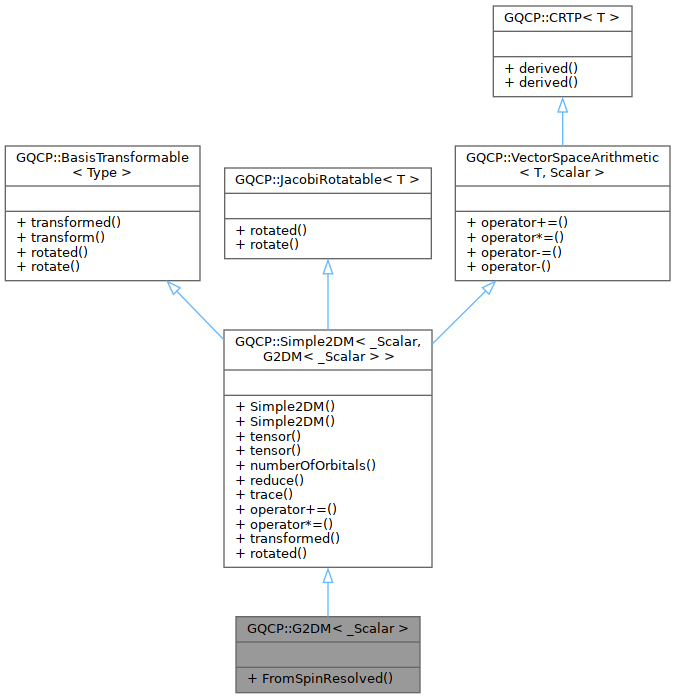 GQCP::CRTP< T >
+ derived()
+ derived()
GQCP::BasisTransformable
< Type >
+ transformed()
+ transform()
+ rotated()
+ rotate()
GQCP::JacobiRotatable< T >
+ rotated()
+ rotate()
GQCP::VectorSpaceArithmetic
< T, Scalar >
+ operator+=()
+ operator*=()
+ operator-=()
+ operator-()
GQCP::Simple2DM< _Scalar,
G2DM< _Scalar > >
+ Simple2DM()
+ Simple2DM()
+ tensor()
+ tensor()
+ numberOfOrbitals()
+ reduce()
+ trace()
+ operator+=()
+ operator*=()
+ transformed()
+ rotated()
GQCP::G2DM< _Scalar >
+ FromSpinResolved()